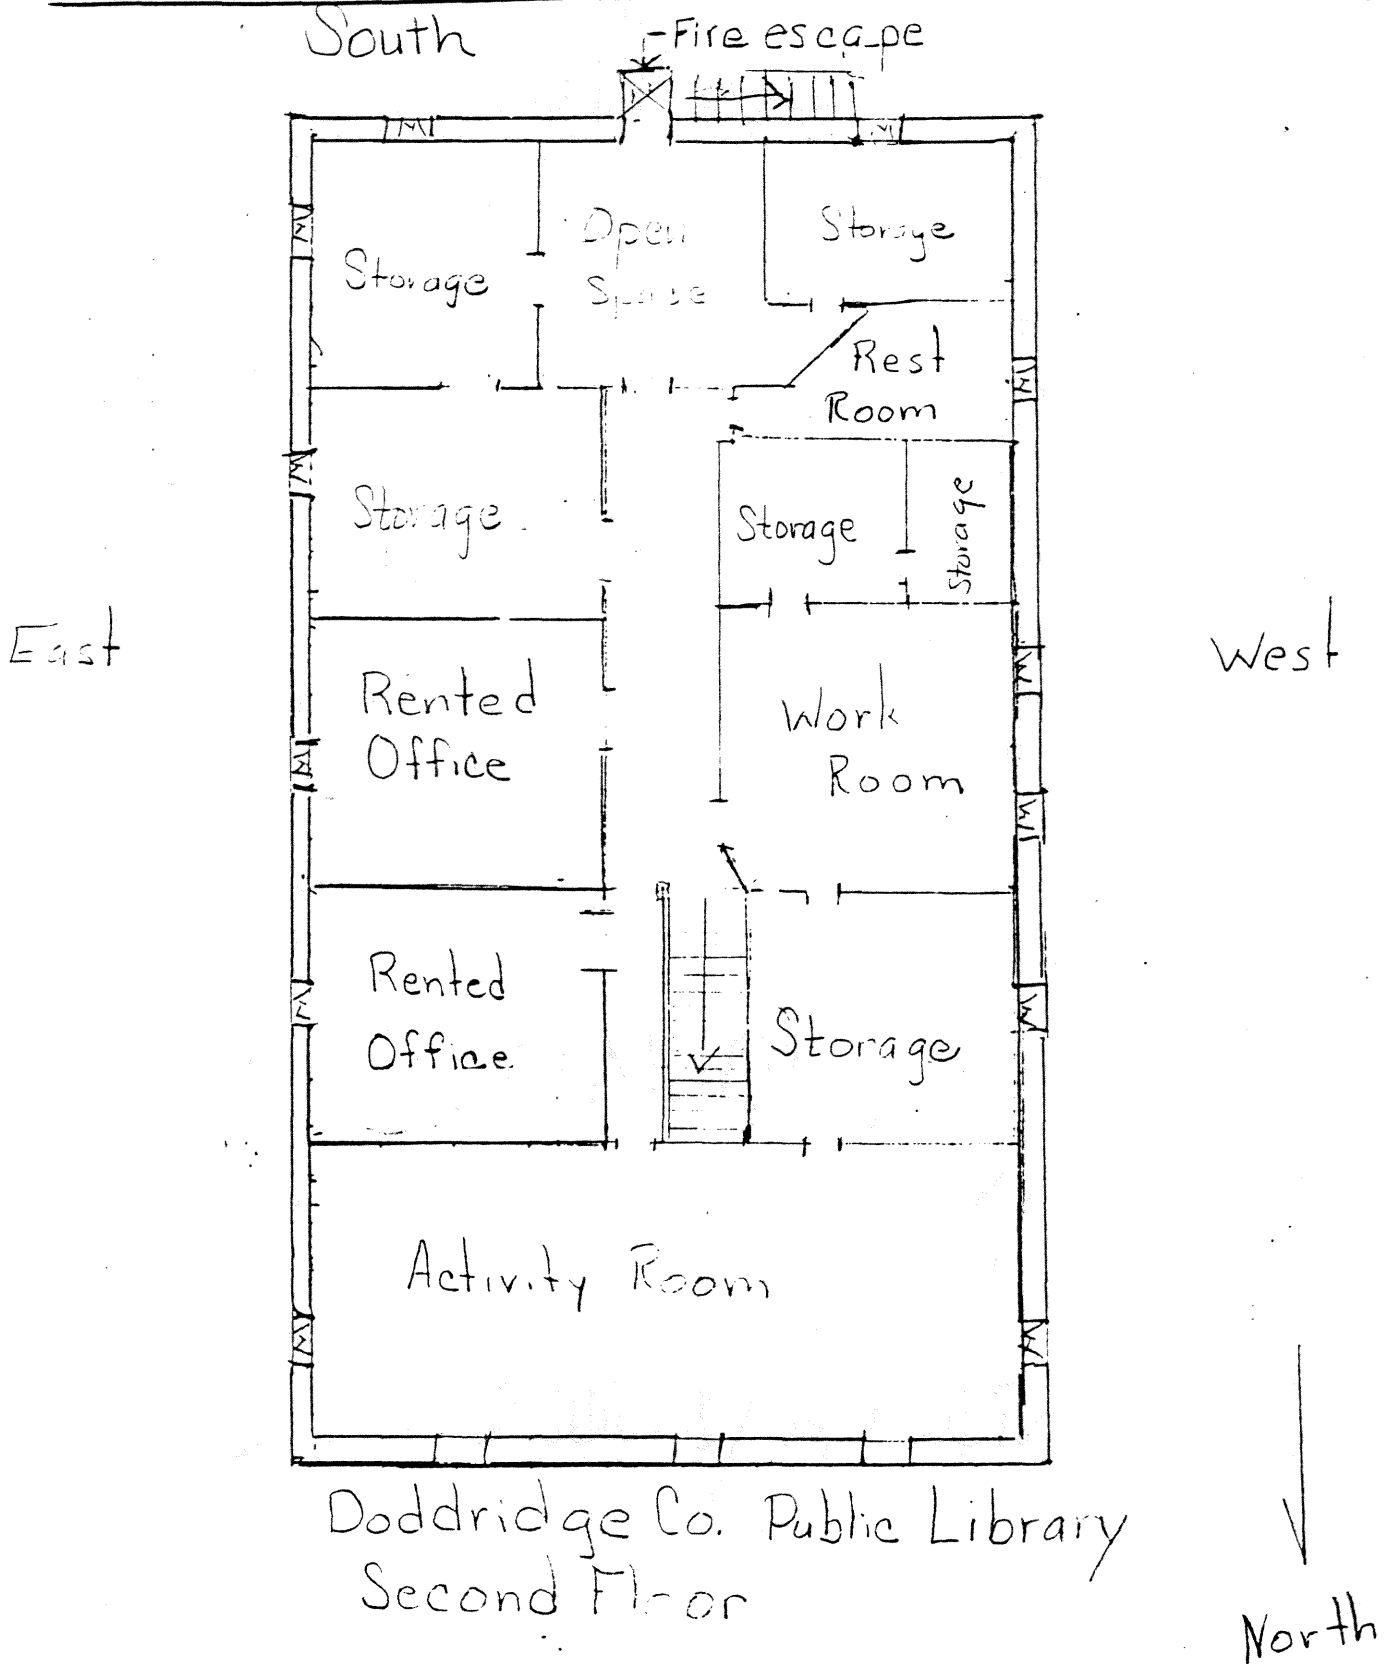 South
Fire escape
Open
Space
Storage
Storage
Rest
Room
Storage
Storage
Storage
East
West
Rented
Office
Work
Room
Rented
Office
Storage
Activity Room
Doddridge Co. Public Library
Second Floor
North